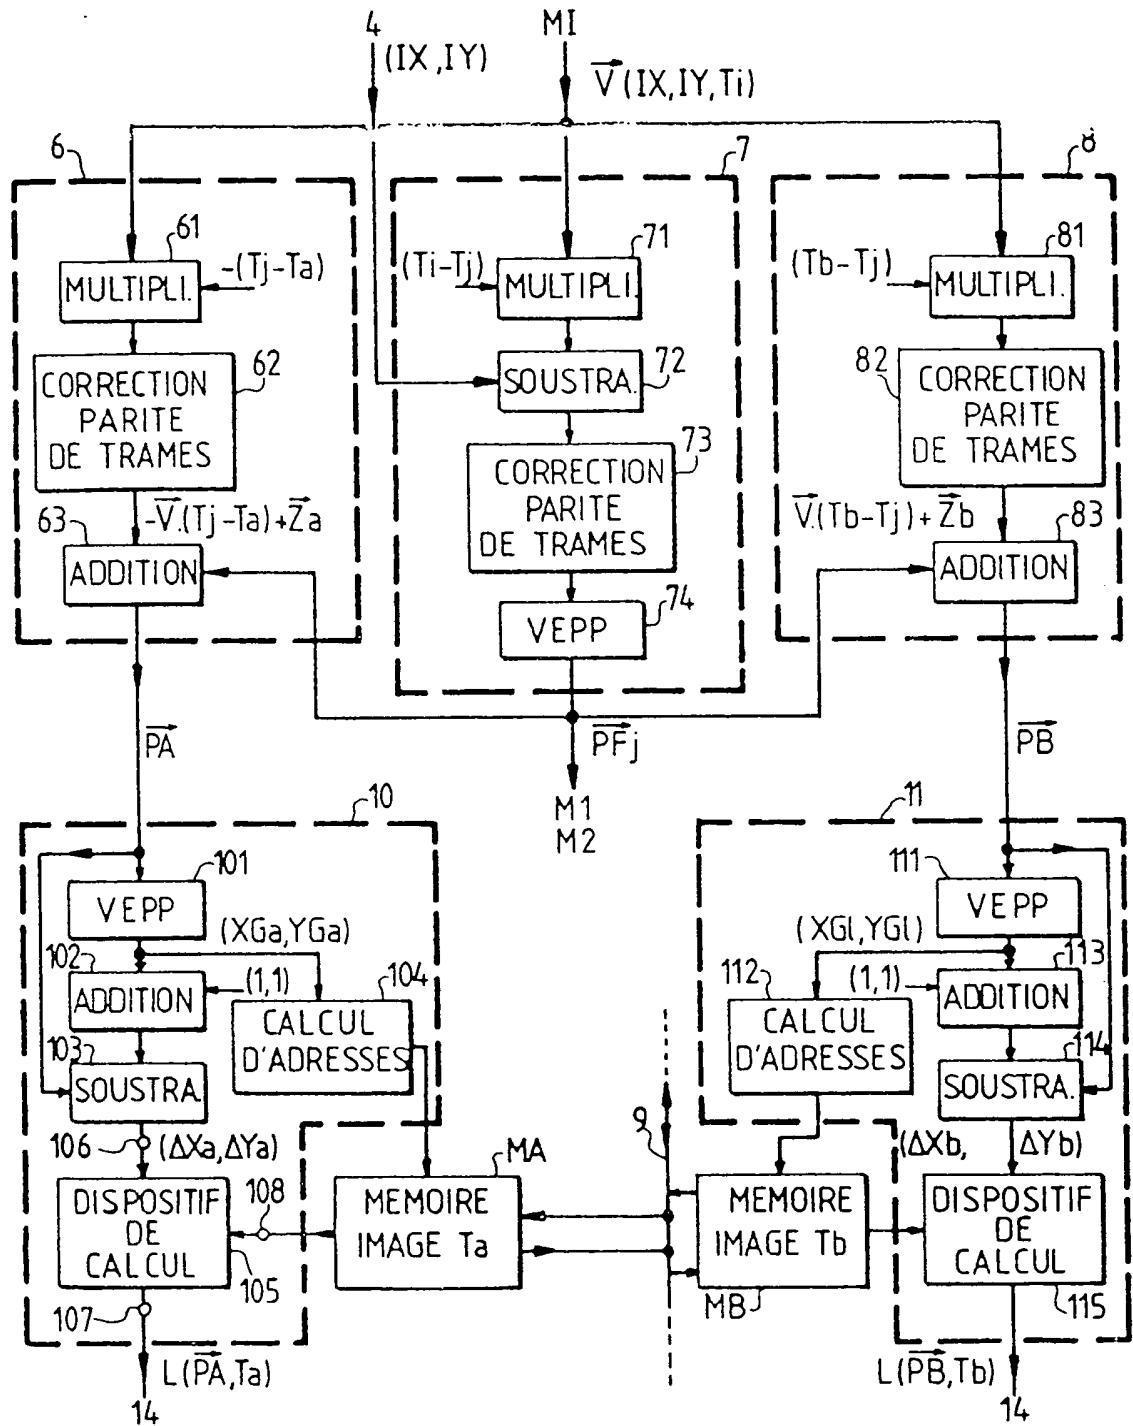 4
MI
(IX,IY)
V(IX,IY,Ti)
6
7
8
61
-(Tj-Ta)
MULTIPLI.
71
(Ti-Tj)
MULTIPLI.
81
(Tb-Tj)
MULTIPLI.
62
CORRECTION
PARITE
DE TRAMES
72
SOUSTRA.
82
CORRECTION
PARITE
DE TRAMES
73
CORRECTION
PARITE
DE TRAMES
63
-V.(Tj-Ta)+Za
ADDITION
V.(Tb-Tj)+Zb
83
ADDITION
74
VEPP
PA
PFj
PB
M1
M2
10
11
101
VEPP
(XGa,YGa)
102
ADDITION
(1,1)
104
CALCUL
D'ADRESSES
103
SOUSTRA.
106
(ΔXa,ΔYa)
111
VEPP
(XGl,YGl)
112
(1,1)
113
ADDITION
CALCUL
D'ADRESSES
114
SOUSTRA.
9
(ΔXb,
ΔYb)
MA
DISPOSITIF
DE
CALCUL
108
105
107
MEMOIRE
IMAGE Ta
MEMOIRE
IMAGE Tb
MB
DISPOSITIF
DE
CALCUL
115
L(PA,Ta)
L(PB,Tb)
14
14